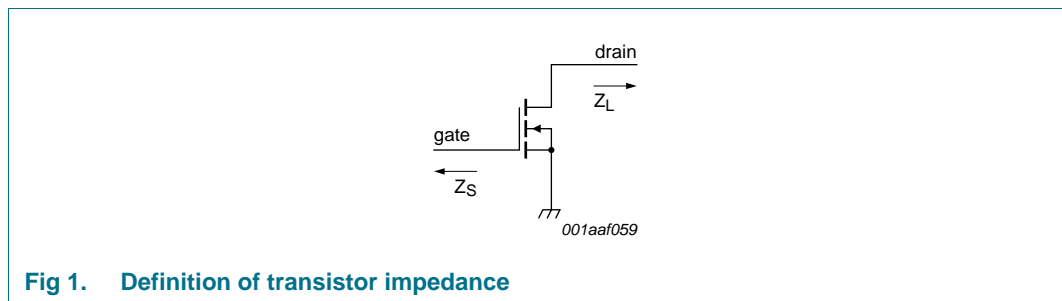 drain
Z_L
gate
Z_S
001aaf059
Fig 1. Definition of transistor impedance